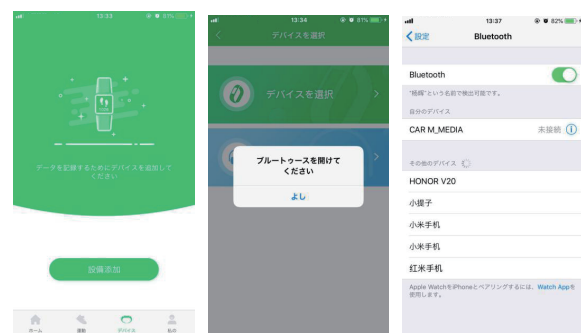 13:33
81%
データを記録するためにデバイスを追加して
ください
設備添加
ホーム
運動
デバイス
私の
13:34
81%
デバイスを選択
デバイスを選択
ブルートゥースを開けて
ください
よし
13:37
82%
設定
Bluetooth
Bluetooth
"晤晖"という名前で検出可能です。
自分のデバイス
CAR M_MEDIA
未接続
その他のデバイス
HONOR V20
小提子
小米手机
小米手机
红米手机
Apple WatchをiPhoneとペアリングするには、Watch Appを
使用します。